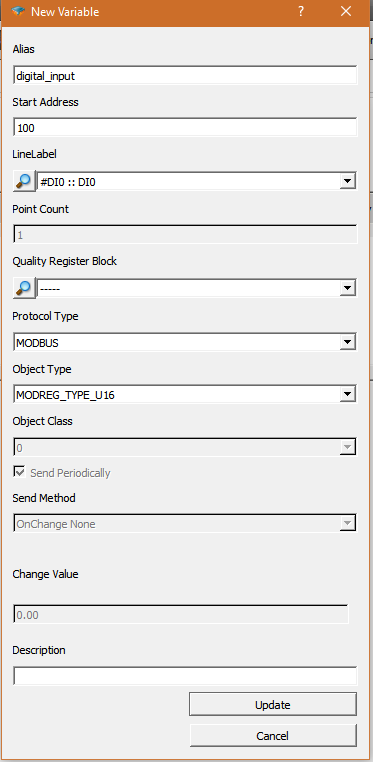 New Variable
?
Alias
digital_input
Start Address
100
LineLabel
#DI0 :: DI0
Point Count
1
Quality Register Block
-----
Protocol Type
MODBUS
Object Type
MODREG_TYPE_U16
Object Class
0
Send Periodically
Send Method
OnChange None
Change Value
0.00
Description
Update
Cancel